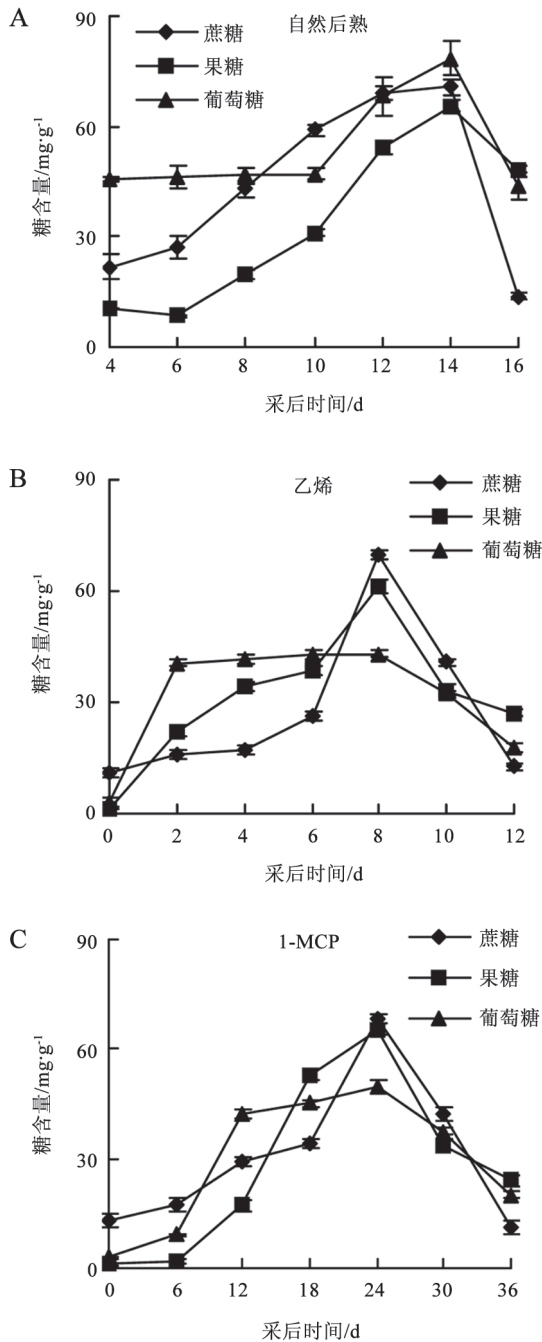 A
自然后熟
蔗糖
果糖
葡萄糖
90
60
30
0
糖含量/mg·g⁻¹
4 6 8 10 12 14 16
采后时间/d
B
乙烯
蔗糖
果糖
葡萄糖
90
60
30
0
糖含量/mg·g⁻¹
0 2 4 6 8 10 12
采后时间/d
C
1-MCP
蔗糖
果糖
葡萄糖
90
60
30
0
糖含量/mg·g⁻¹
0 6 12 18 24 30 36
采后时间/d